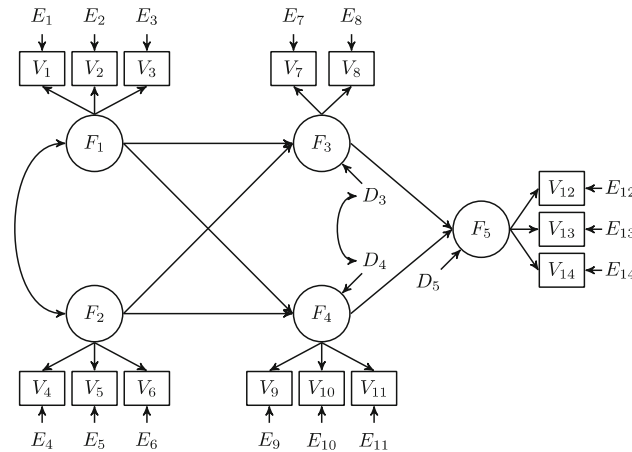 E₁ E₂ E₃ E₇ E₈
V₁ V₂ V₃ V₇ V₈
F₁ F₃
V₁₂ E₁₂
D₃
F₅ V₁₃ E₁₃
D₄
V₁₄ E₁₄
D₅
F₂ F₄
V₄ V₅ V₆ V₉ V₁₀ V₁₁
E₄ E₅ E₆ E₉ E₁₀ E₁₁